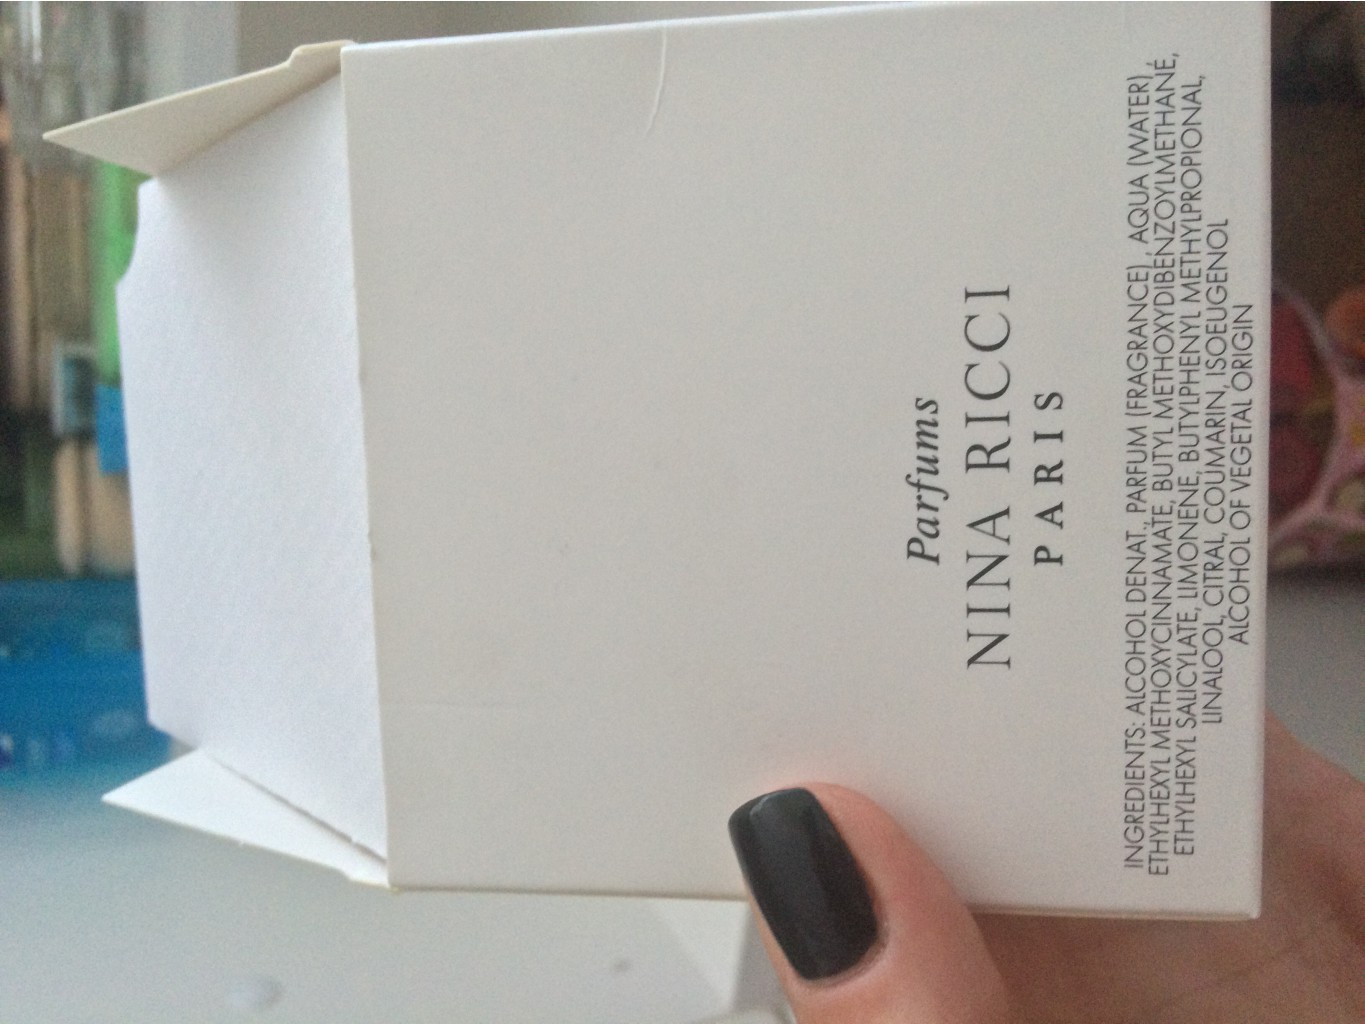 Parfums
NINA RICCI
PARIS
INGREDIENTS: ALCOHOL DENAT., PARFUM (FRAGRANCE), AQUA (WATER),
ETHYLHEXYL METHOXYCINNAMATE, BUTYL METHOXYDIBENZOYLMETHANE,
ETHYLHEXYL SALICYLATE, LIMONENE, BUTYLPHENYL METHYLPROPIONAL,
LINALOOL, CITRAL, COUMARIN, ISOEUGENOL
ALCOHOL OF VEGETAL ORIGIN